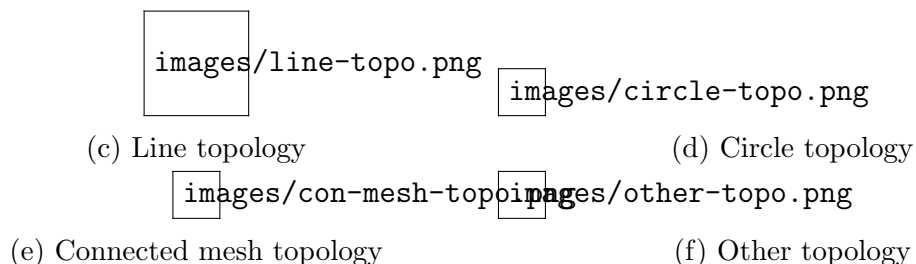 images/line-topo.png
images/circle-topo.png
(c) Line topology
(d) Circle topology
images/con-mesh-topo.png
images/other-topo.png
(e) Connected mesh topology
(f) Other topology